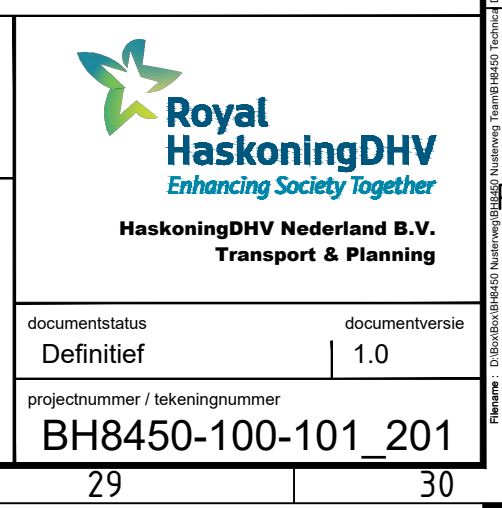 Royal
HaskoningDHV
Enhancing Society Together
HaskoningDHV Nederland B.V.
Transport & Planning
documentstatus
documentversie
Definitief
1.0
projectnummer / tekeningnummer
BH8450-100-101_201
29
30
Filename : D:\Box\Box\BH8450 Nusterweg\BH8450 Nusterweg Team\BH8450 Technical